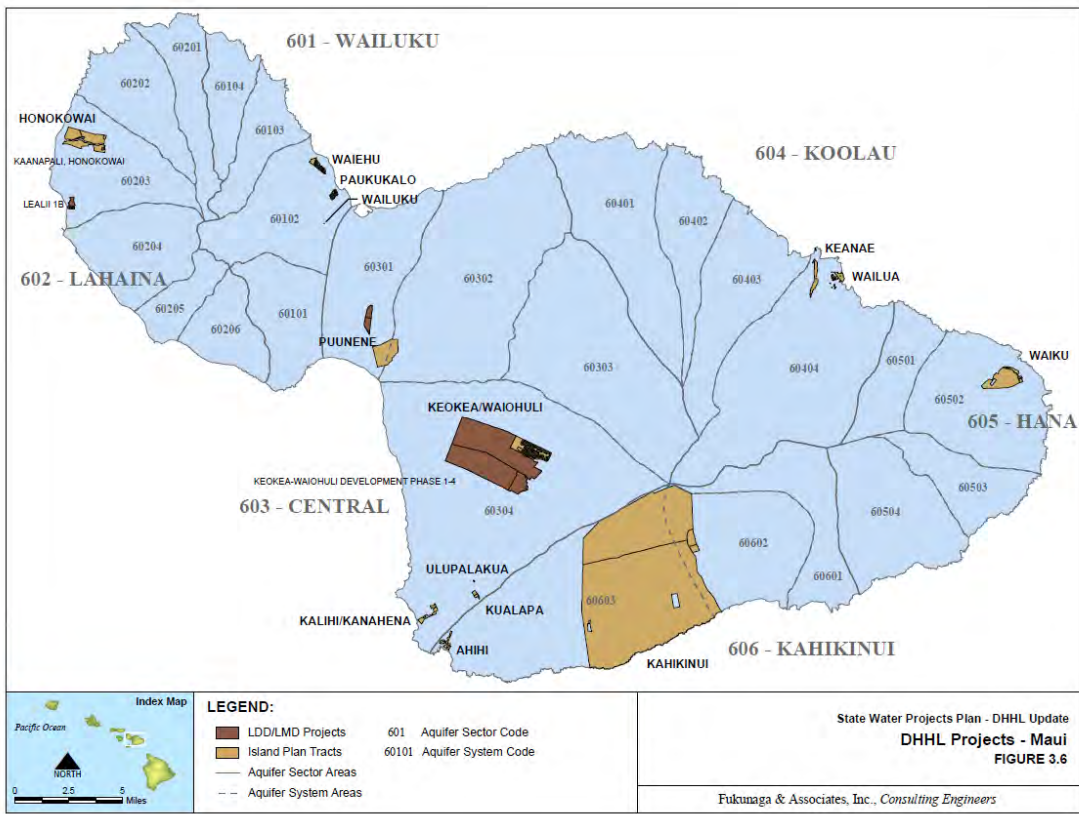 601 - WAILUKU
60201
60202
60104
HONOKOWAI
60103
604 - KOOLAU
KAANAPALI, HONOKOWAI
WAIEHU
PAUKUKALO
60203
WAILUKU
LEALII 1B
60102
60401
60402
60204
KEANAE
602 - LAHAINA
60301
60302
60403
WAILUA
60205
60206
60101
PUUNENE
60303
60404
60501
WAIKU
60502
KEOKEA/WAIOHULI
605 - HANA
KEOKEA-WAIOHULI DEVELOPMENT PHASE 1-4
60503
603 - CENTRAL
60304
60504
60602
ULUPALAKUA
60601
KUALAPA
60603
KALIHI/KANAHENA
AHIHI
606 - KAHIKINUI
KAHIKINUI
Index Map
Pacific Ocean
NORTH
0 2.5 5
Miles
LEGEND:
LDD/LMD Projects
601 Aquifer Sector Code
Island Plan Tracts
60101 Aquifer System Code
Aquifer Sector Areas
Aquifer System Areas
State Water Projects Plan - DHHL Update
DHHL Projects - Maui
FIGURE 3.6
Fukunaga & Associates, Inc., Consulting Engineers